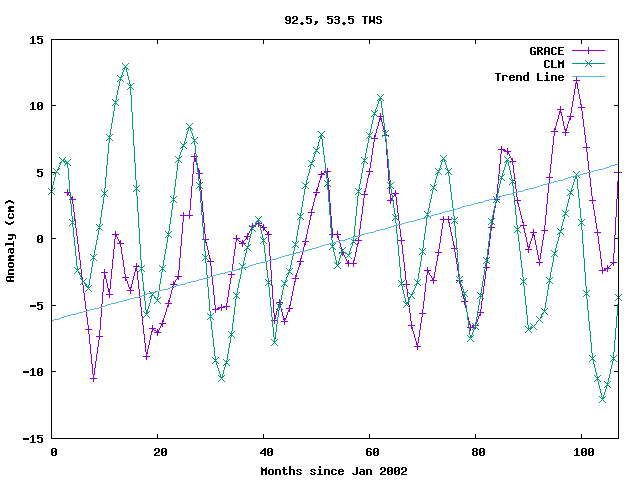 92.5, 53.5 TWS
GRACE
CLM
Trend Line
15
10
5
0
-5
-10
-15
Anomaly (cm)
0 20 40 60 80 100
Months since Jan 2002